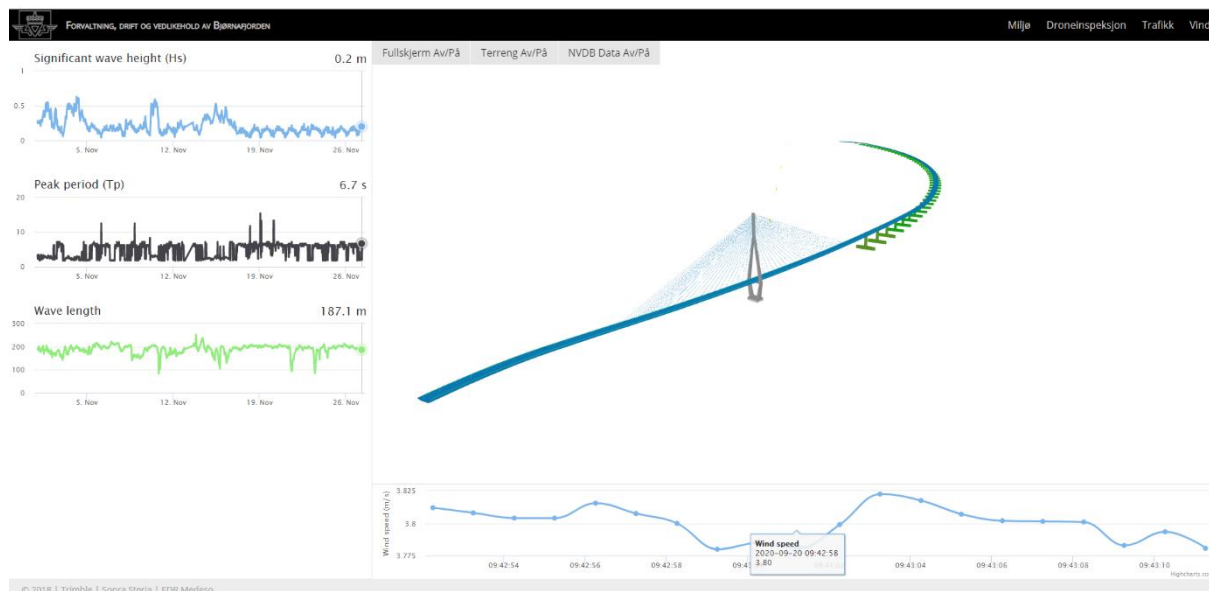 FORVALTNING, DRIFT OG VEDLIKEHOLD AV BJØRNAFJORDEN
Miljø Droneinspeksjon Trafikk Vind
Significant wave height (Hs) 0.2 m
1
0.5
0
5. Nov 12. Nov 19. Nov 26. Nov
Peak period (Tp) 6.7 s
20
10
0
5. Nov 12. Nov 19. Nov 26. Nov
Wave length 187.1 m
300
200
100
0
5. Nov 12. Nov 19. Nov 26. Nov
Fullskjerm Av/På Terreng Av/På NVDB Data Av/På
Wind speed (m/s)
3.825
3.8
3.775
Wind speed
2020-09-20 09:42:58
3.80
09:42:54 09:42:56 09:42:58 09:43:04 09:43:06 09:43:08 09:43:10
Highcharts.co
© 2018 | Trimble | Sopra Steria | EDR Medeso